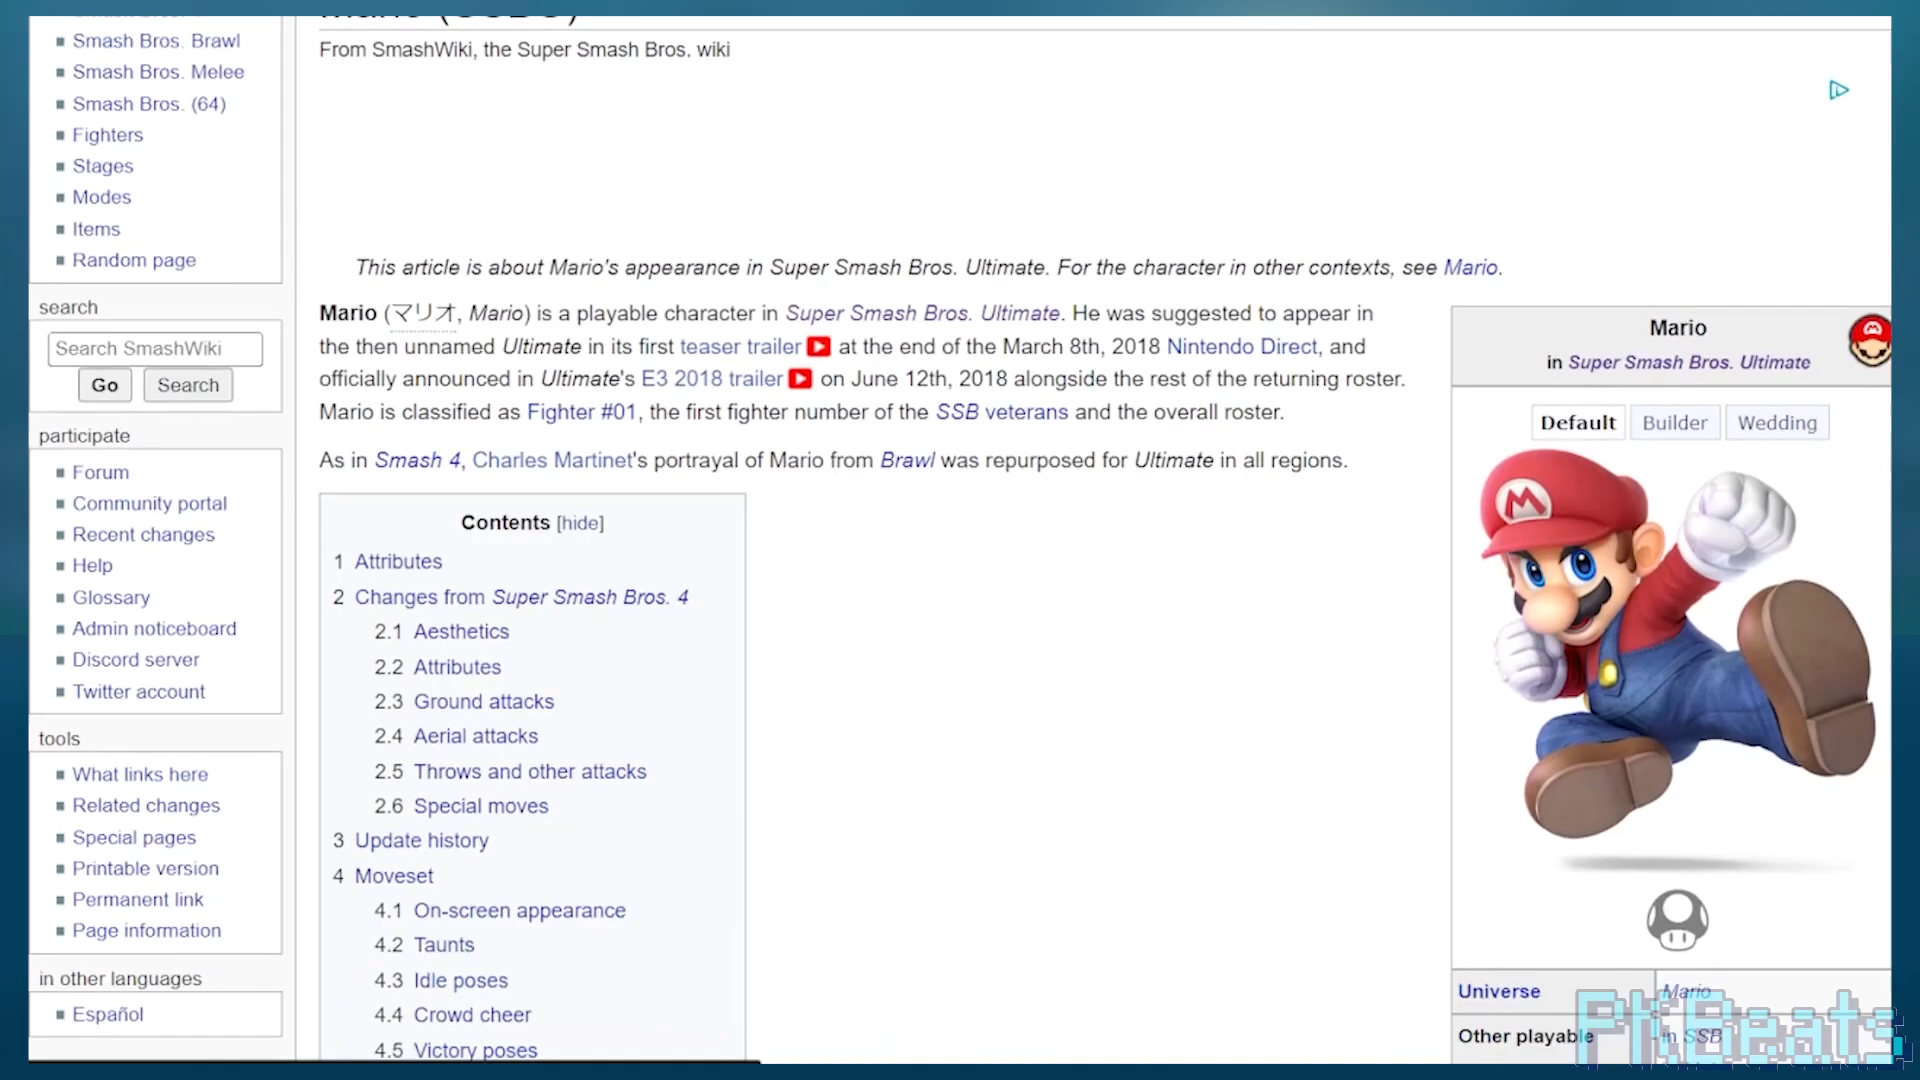 Smash Bros. Brawl
Smash Bros. Melee
Smash Bros. (64)
Fighters
Stages
Modes
Items
Random page
search
Search SmashWiki
Go Search
participate
Forum
Community portal
Recent changes
Help
Glossary
Admin noticeboard
Discord server
Twitter account
tools
What links here
Related changes
Special pages
Printable version
Permanent link
Page information
in other languages
Español
From SmashWiki, the Super Smash Bros. wiki
This article is about Mario's appearance in Super Smash Bros. Ultimate. For the character in other contexts, see Mario.
Mario (マリオ, Mario) is a playable character in Super Smash Bros. Ultimate. He was suggested to appear in
the then unnamed Ultimate in its first teaser trailer at the end of the March 8th, 2018 Nintendo Direct, and
officially announced in Ultimate's E3 2018 trailer on June 12th, 2018 alongside the rest of the returning roster.
Mario is classified as Fighter #01, the first fighter number of the SSB veterans and the overall roster.
As in Smash 4, Charles Martinet's portrayal of Mario from Brawl was repurposed for Ultimate in all regions.
Contents [hide]
1 Attributes
2 Changes from Super Smash Bros. 4
2.1 Aesthetics
2.2 Attributes
2.3 Ground attacks
2.4 Aerial attacks
2.5 Throws and other attacks
2.6 Special moves
3 Update history
4 Moveset
4.1 On-screen appearance
4.2 Taunts
4.3 Idle poses
4.4 Crowd cheer
4.5 Victory poses
Mario
in Super Smash Bros. Ultimate
Default Builder Wedding
M
Universe Mario
Other playable in SSB
PKBeats